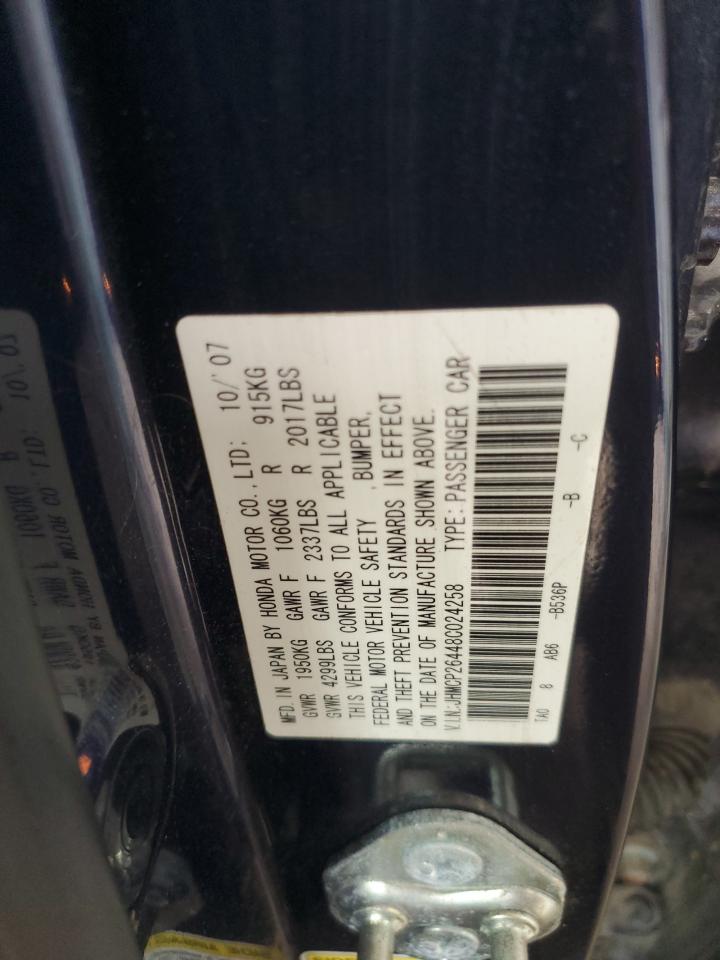 MFD. IN JAPAN BY HONDA MOTOR CO., LTD: 10/'07
GVWR 1950KG GAWR F 1060KG R 915KG
GVWR 4299LBS GAWR F 2337LBS R 2017LBS
THIS VEHICLE CONFORMS TO ALL APPLICABLE
FEDERAL MOTOR VEHICLE SAFETY , BUMPER,
AND THEFT PREVENTION STANDARDS IN EFFECT
ON THE DATE OF MANUFACTURE SHOWN ABOVE.
V.I.N:JHMCP26448C024258 TYPE: PASSENGER CAR
TA0 8 AB6 -B536P -B -C